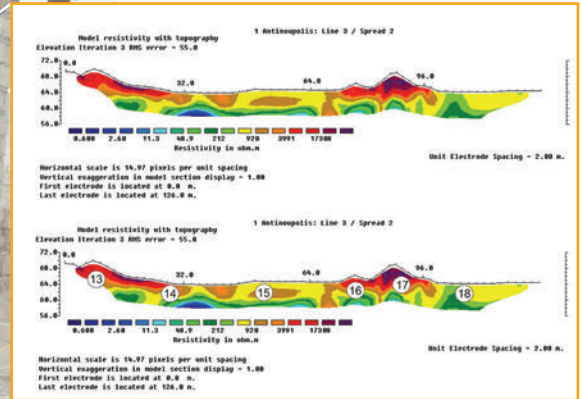 1 Antinoupolis: Line 3 / Spread 2
Model resistivity with topography
Elevation Iteration 3 RMS error = 55.0
72.0
0.0
68.0
64.0
60.0
56.0
32.0
64.0
96.0
0.600 2.60 11.3 48.9 212 920 3991 17300
Resistivity in ohm.m
Unit Electrode Spacing = 2.00 m.
Horizontal scale is 14.97 pixels per unit spacing
Vertical exaggeration in model section display = 1.00
First electrode is located at 0.0 m.
Last electrode is located at 126.0 m.
1 Antinoupolis: Line 3 / Spread 2
Model resistivity with topography
Elevation Iteration 3 RMS error = 55.0
72.0
0.0
68.0
64.0
60.0
56.0
32.0
64.0
96.0
13 14 15 16 17 18
0.600 2.60 11.3 48.9 212 920 3991 17300
Resistivity in ohm.m
Unit Electrode Spacing = 2.00 m.
Horizontal scale is 14.97 pixels per unit spacing
Vertical exaggeration in model section display = 1.00
First electrode is located at 0.0 m.
Last electrode is located at 126.0 m.